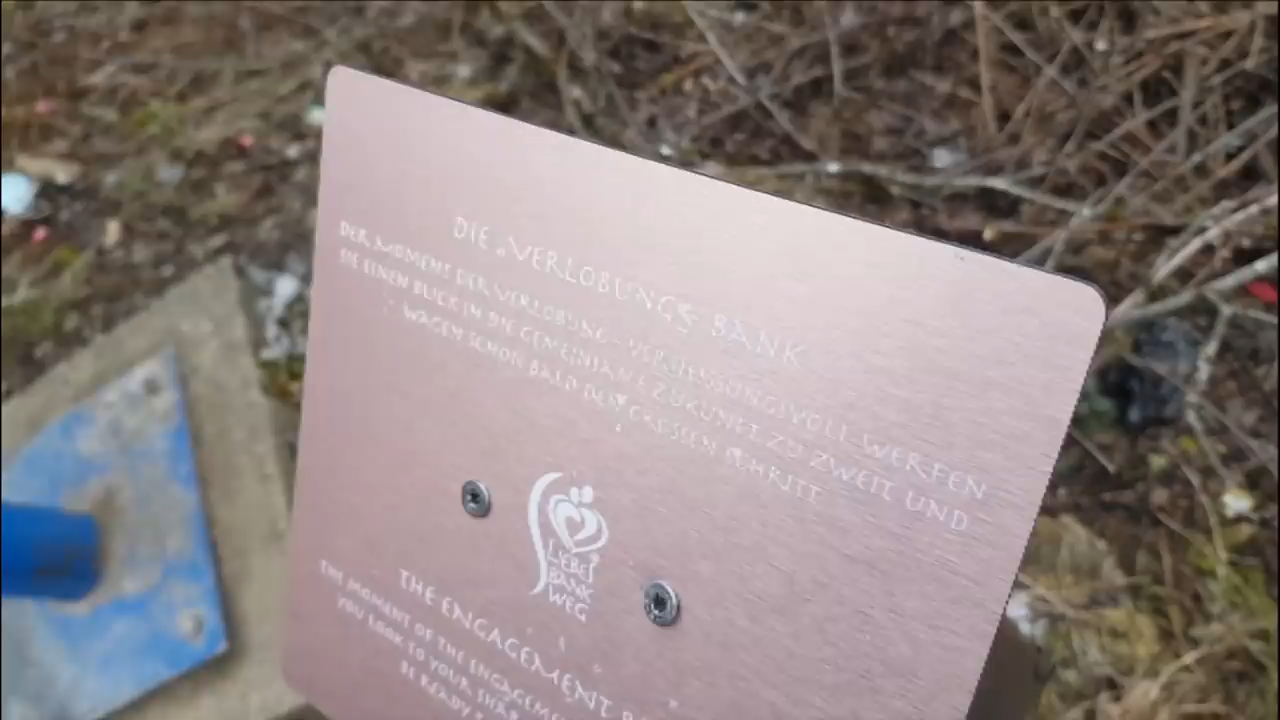 DIE „VERLOBUNGS BANK
DER MOMENT DER VERLOBUNG – VERHEISSUNGSVOLL WERFEN
SIE EINEN BLICK IN DIE GEMEINSAME ZUKUNFT ZU ZWEIT UND
WAGEN SCHON BALD DEN GROSSEN SCHRITT
LIEBES
BANK
WEG
THE ENGAGEMENT
THE MOMENT OF THE ENGAGEME
YOU LOOK TO YOUR SHAR
BE READY